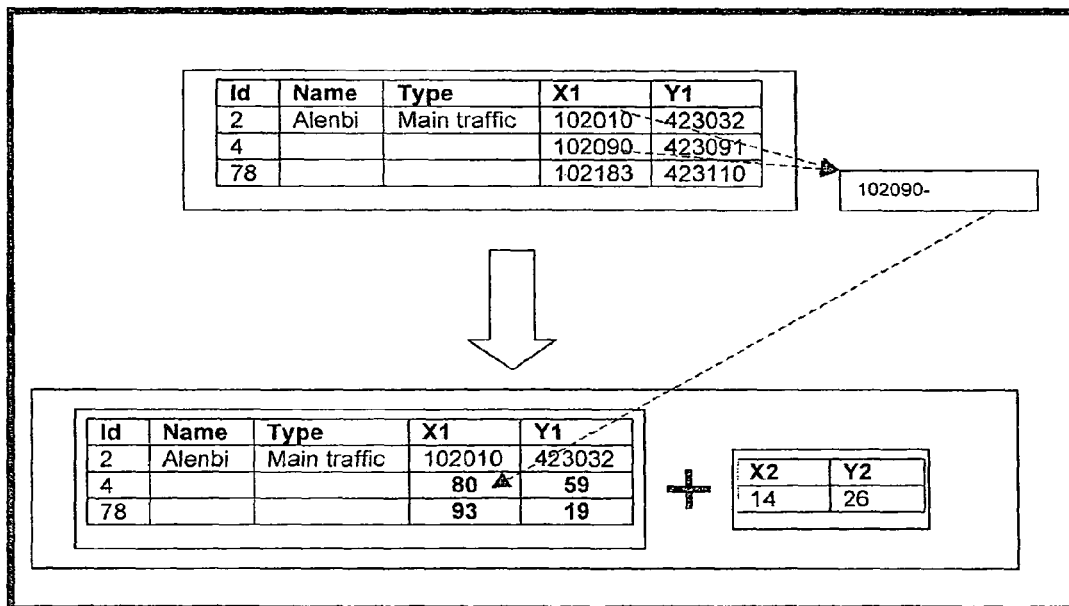 Id Name Type X1 Y1
2 Alenbi Main traffic 102010 423032
4 102090 423091
78 102183 423110
102090-
Id Name Type X1 Y1
2 Alenbi Main traffic 102010 423032
4 80 59
78 93 19
+
X2 Y2
14 26